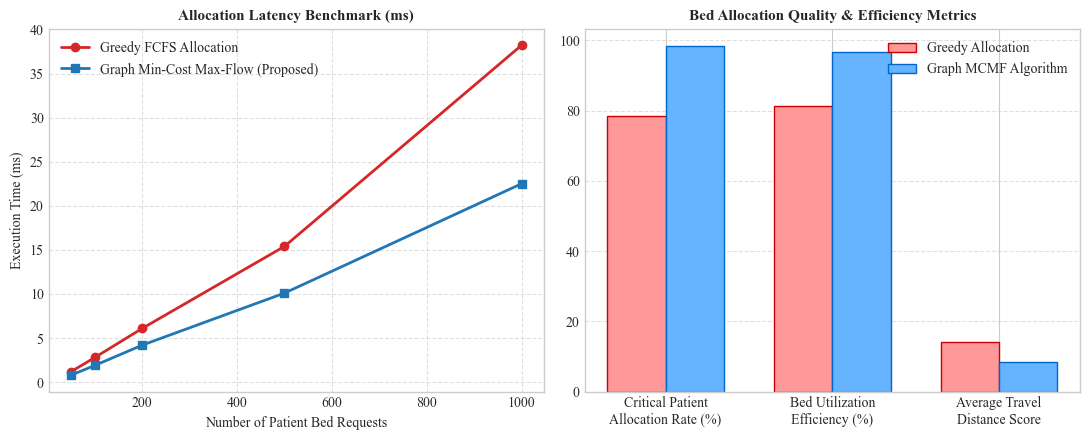 Allocation Latency Benchmark (ms)
Greedy FCFS Allocation
Graph Min-Cost Max-Flow (Proposed)
Execution Time (ms)
40
35
30
25
20
15
10
5
0
200
400
600
800
1000
Number of Patient Bed Requests
Bed Allocation Quality & Efficiency Metrics
Greedy Allocation
Graph MCMF Algorithm
100
80
60
40
20
0
Critical Patient
Allocation Rate (%)
Bed Utilization
Efficiency (%)
Average Travel
Distance Score